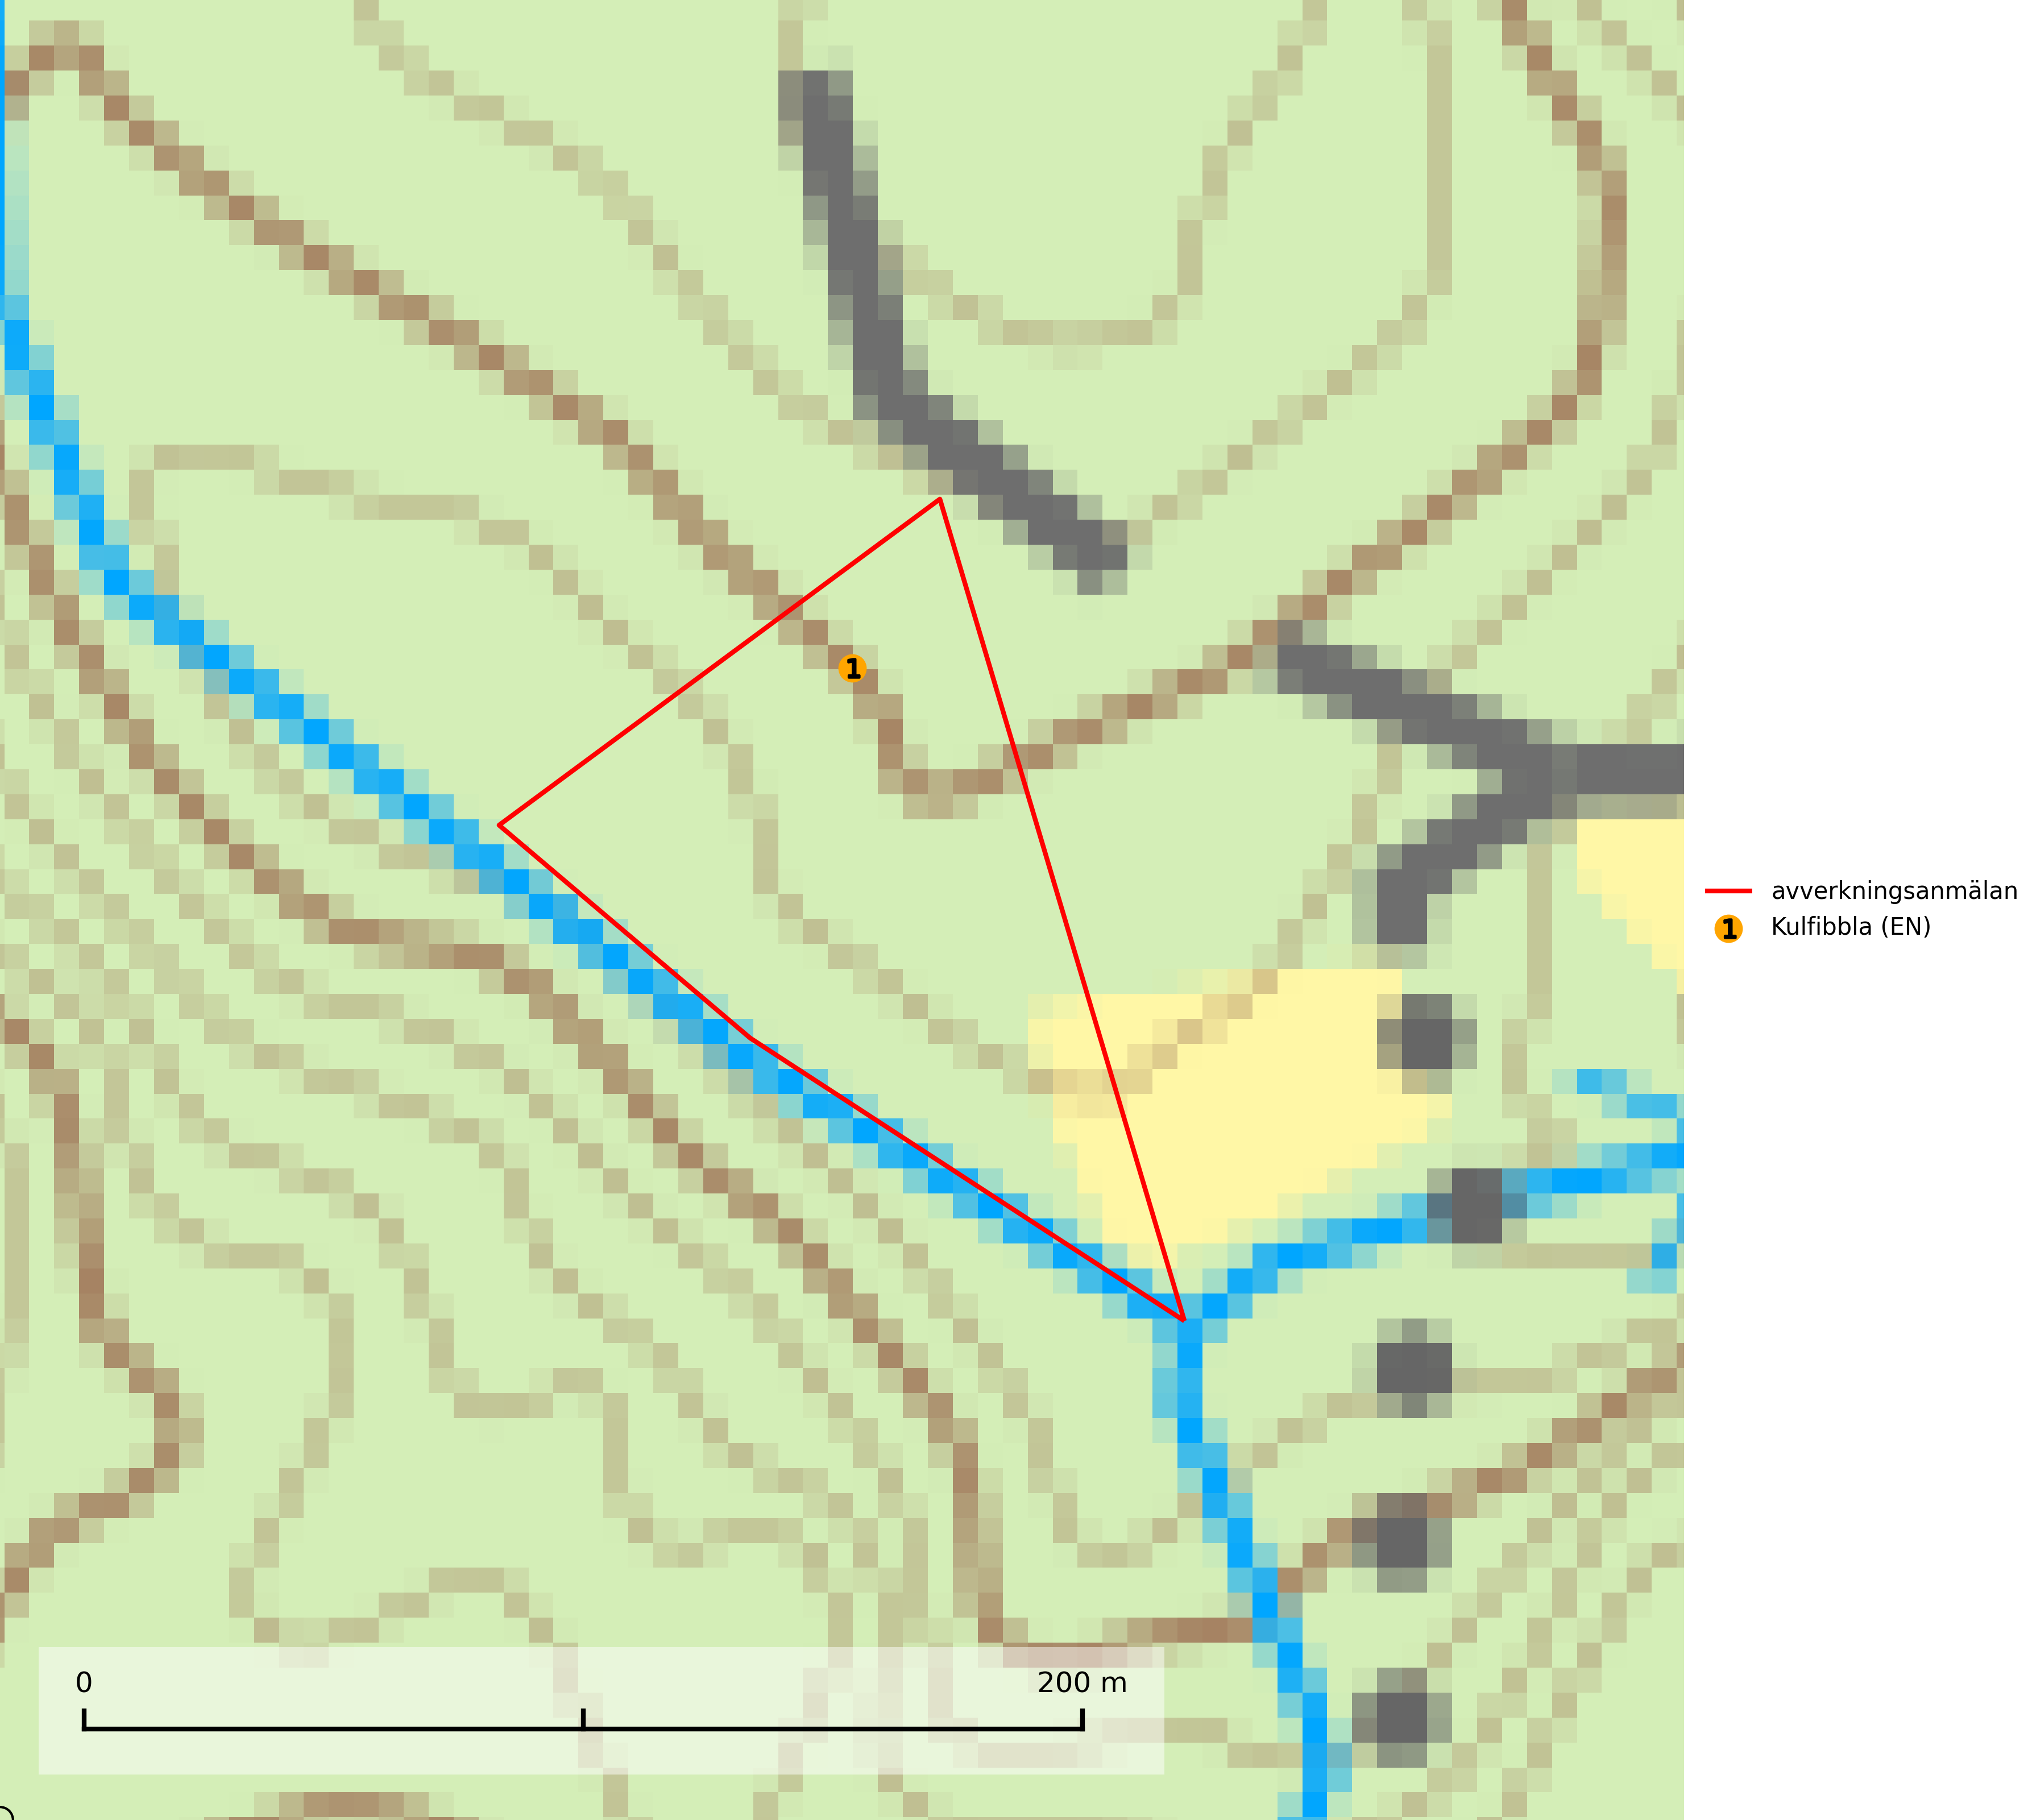 1
avverkningsanmälan
1 Kulfibbla (EN)
0 200 m